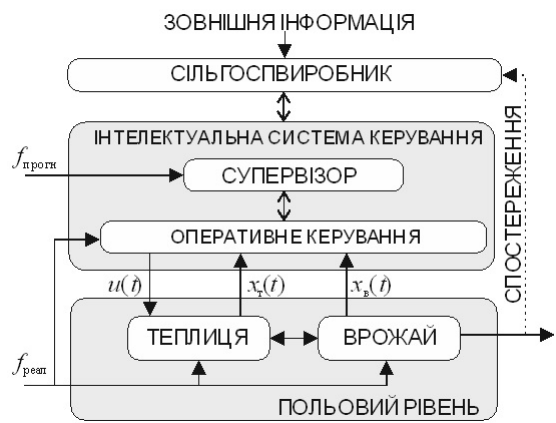 ЗОВНІШНЯ ІНФОРМАЦІЯ
СІЛЬГОСПВИРОБНИК
ІНТЕЛЕКТУАЛЬНА СИСТЕМА КЕРУВАННЯ
fпрогн
СУПЕРВІЗОР
ОПЕРАТИВНЕ КЕРУВАННЯ
СПОСТЕРЕЖЕННЯ
u(t) xт(t) xв(t)
ТЕПЛИЦЯ ВРОЖАЙ
fреал
ПОЛЬОВИЙ РІВЕНЬ